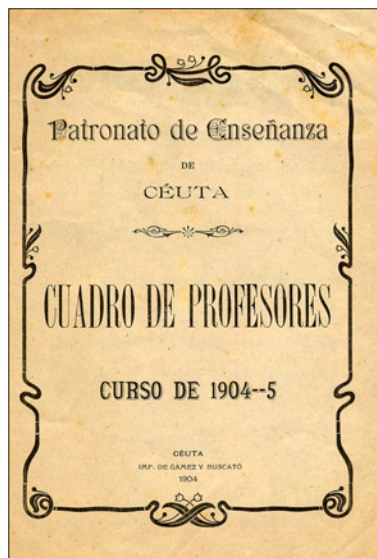 Patronato de Enseñanza
DE
CÉUTA
CUADRO DE PROFESORES
CURSO DE 1904--5
CÉUTA
IMP. DE GAMEZ Y BUSCATÓ
1904